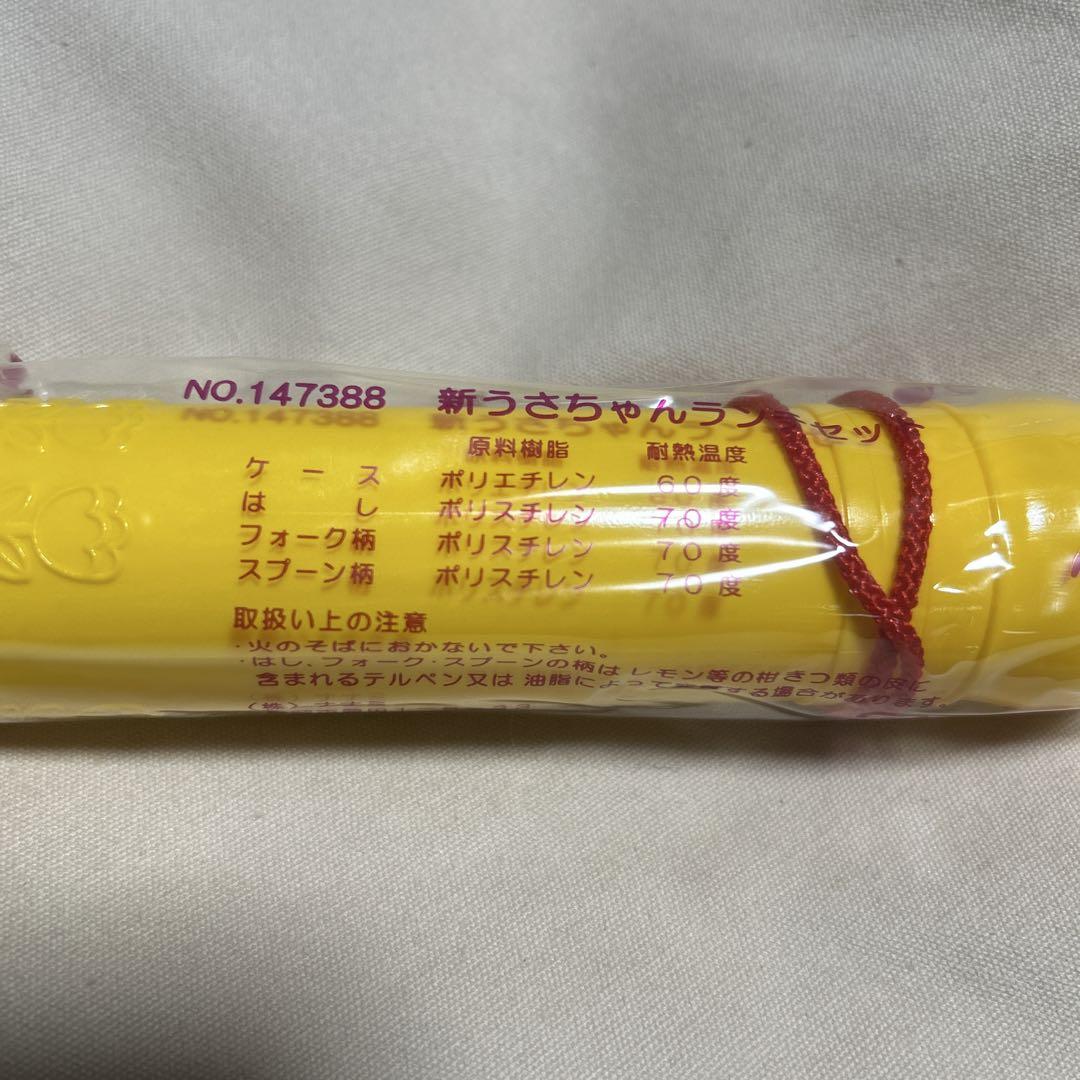 NO.147388 新うさちゃんランチセット
原料樹脂 耐熱温度
ケース ポリエチレン 60度
はし ポリスチレン 70度
フォーク柄 ポリスチレン 70度
スプーン柄 ポリスチレン 70度
取扱い上の注意
・火のそばにおかないで下さい。
・はし、フォーク・スプーンの柄はレモン等の柑きつ類の皮に
含まれるテルペン又は油脂によって する場合があります。
(株)